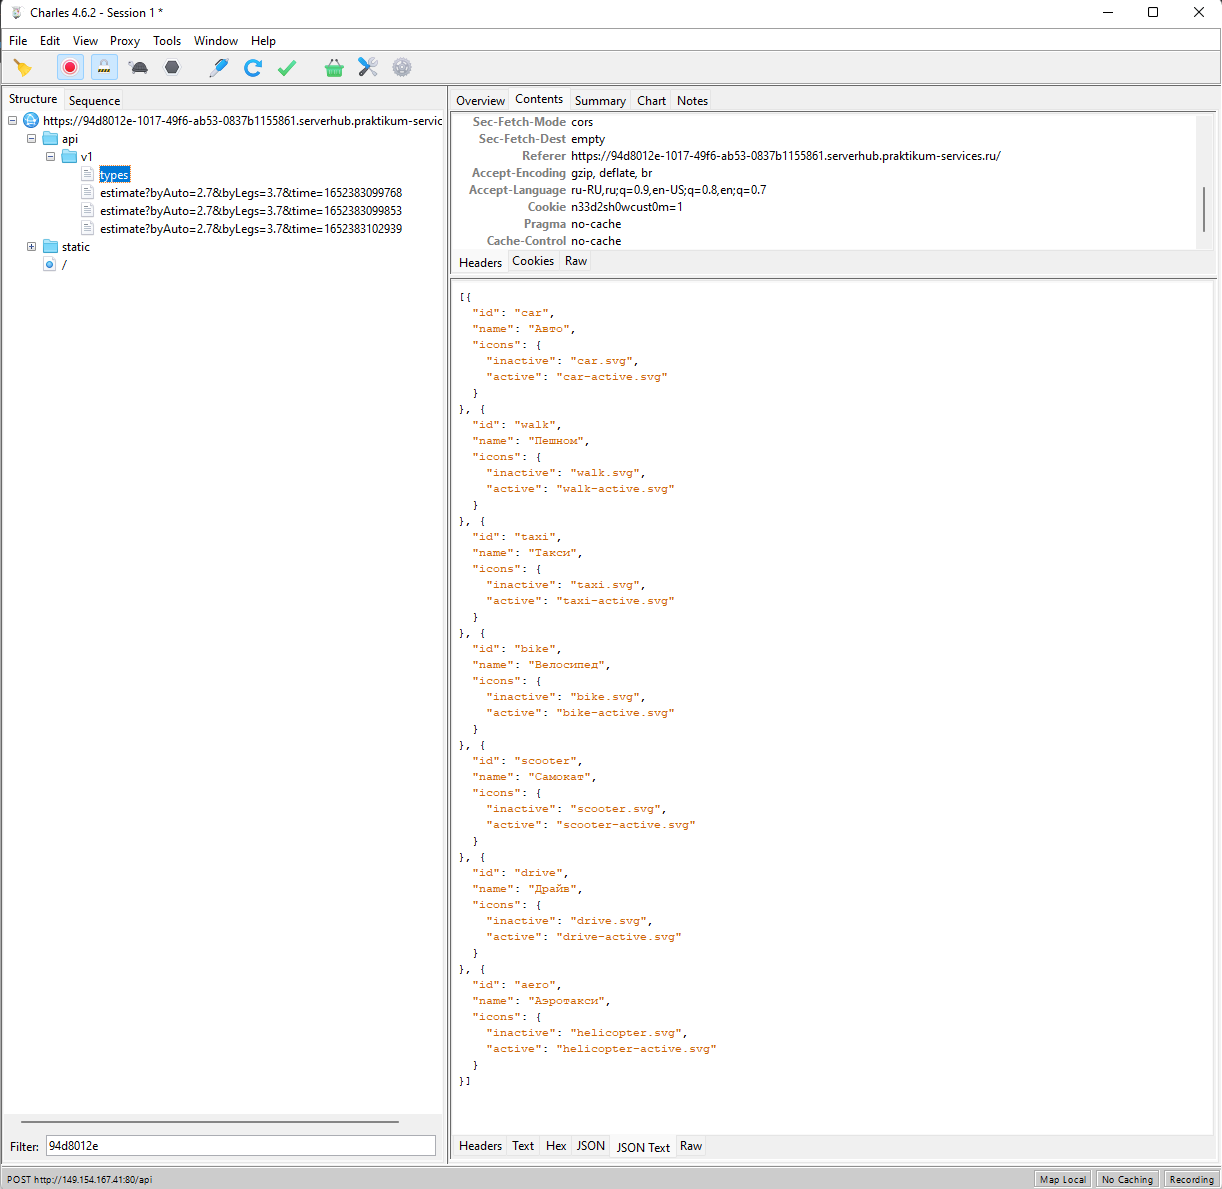 Charles 4.6.2 - Session 1 *
File Edit View Proxy Tools Window Help
Structure Sequence
https://94d8012e-1017-49f6-ab53-0837b1155861.serverhub.praktikum-servic
api
v1
types
estimate?byAuto=2.7&byLegs=3.7&time=1652383099768
estimate?byAuto=2.7&byLegs=3.7&time=1652383099853
estimate?byAuto=2.7&byLegs=3.7&time=1652383102939
static
/
Filter: 94d8012e
Overview Contents Summary Chart Notes
Sec-Fetch-Mode cors
Sec-Fetch-Dest empty
Referer https://94d8012e-1017-49f6-ab53-0837b1155861.serverhub.praktikum-services.ru/
Accept-Encoding gzip, deflate, br
Accept-Language ru-RU,ru;q=0.9,en-US;q=0.8,en;q=0.7
Cookie n33d2sh0wcust0m=1
Pragma no-cache
Cache-Control no-cache
Headers Cookies Raw
[{
"id": "car",
"name": "Авто",
"icons": {
"inactive": "car.svg",
"active": "car-active.svg"
}
}, {
"id": "walk",
"name": "Пешком",
"icons": {
"inactive": "walk.svg",
"active": "walk-active.svg"
}
}, {
"id": "taxi",
"name": "Такси",
"icons": {
"inactive": "taxi.svg",
"active": "taxi-active.svg"
}
}, {
"id": "bike",
"name": "Велосипед",
"icons": {
"inactive": "bike.svg",
"active": "bike-active.svg"
}
}, {
"id": "scooter",
"name": "Самокат",
"icons": {
"inactive": "scooter.svg",
"active": "scooter-active.svg"
}
}, {
"id": "drive",
"name": "Драйв",
"icons": {
"inactive": "drive.svg",
"active": "drive-active.svg"
}
}, {
"id": "aero",
"name": "Аэротакси",
"icons": {
"inactive": "helicopter.svg",
"active": "helicopter-active.svg"
}
}]
Headers Text Hex JSON JSON Text Raw
POST http://149.154.167.41:80/api
Map Local No Caching Recording